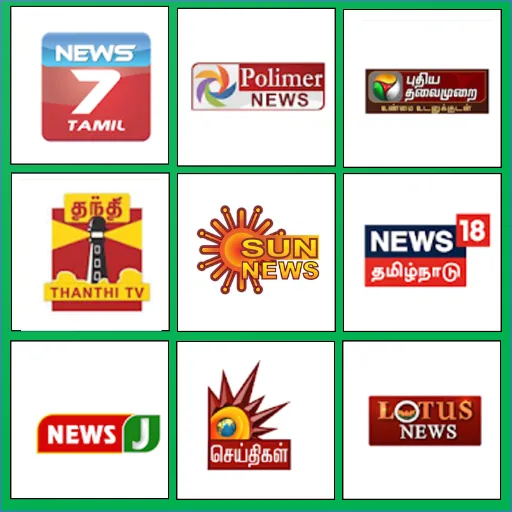 NEWS
7
TAMIL
Polimer
NEWS
புதிய
தலைமுறை
உண்மை உடனுக்குடன்
தந்தி
THANTHI TV
SUN
NEWS
NEWS 18
தமிழ்நாடு
NEWS J
செய்திகள்
LOTUS
NEWS